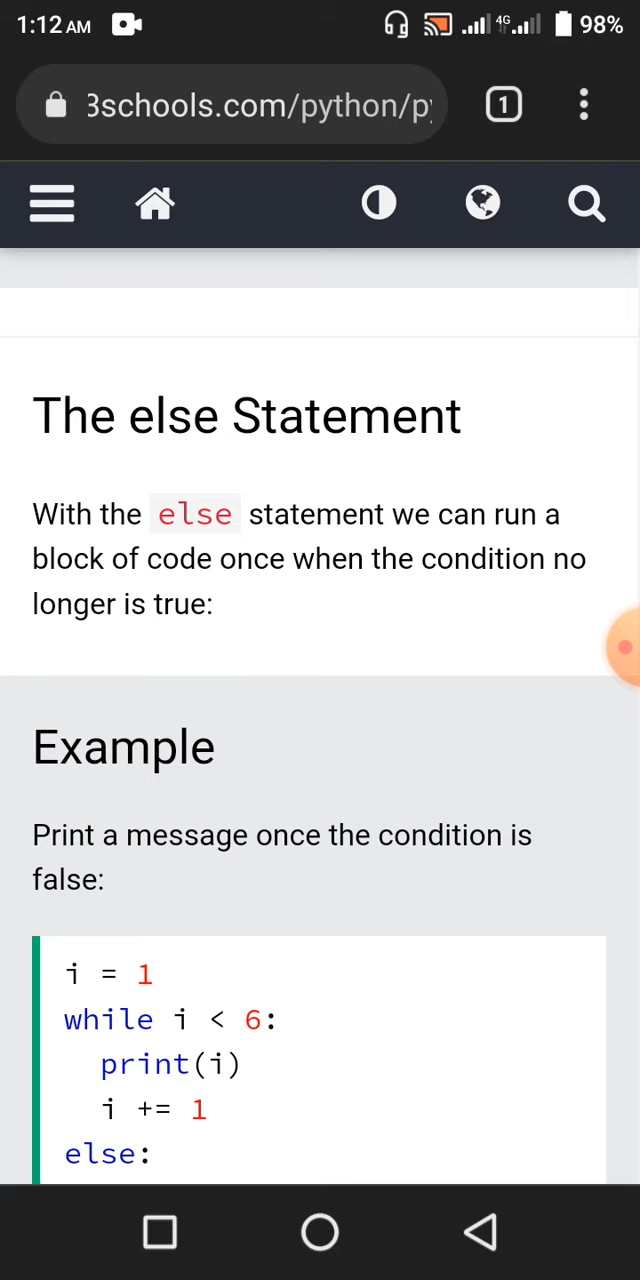 1:12 AM 4G 98%
3schools.com/python/p 1
The else Statement
With the else statement we can run a
block of code once when the condition no
longer is true:
Example
Print a message once the condition is
false:
i = 1
while i < 6:
  print(i)
  i += 1
else: